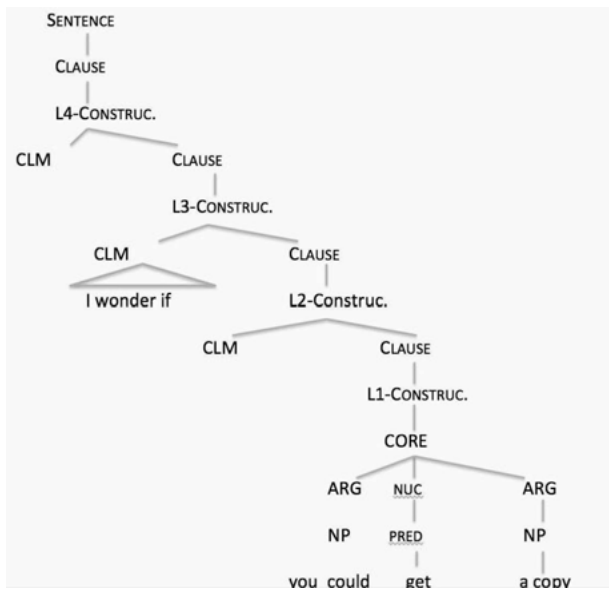 SENTENCE
CLAUSE
L4-CONSTRUC.
CLM CLAUSE
L3-CONSTRUC.
CLM CLAUSE
I wonder if L2-Construc.
CLM CLAUSE
L1-CONSTRUC.
CORE
ARG NUC ARG
NP PRED NP
you could get a copy